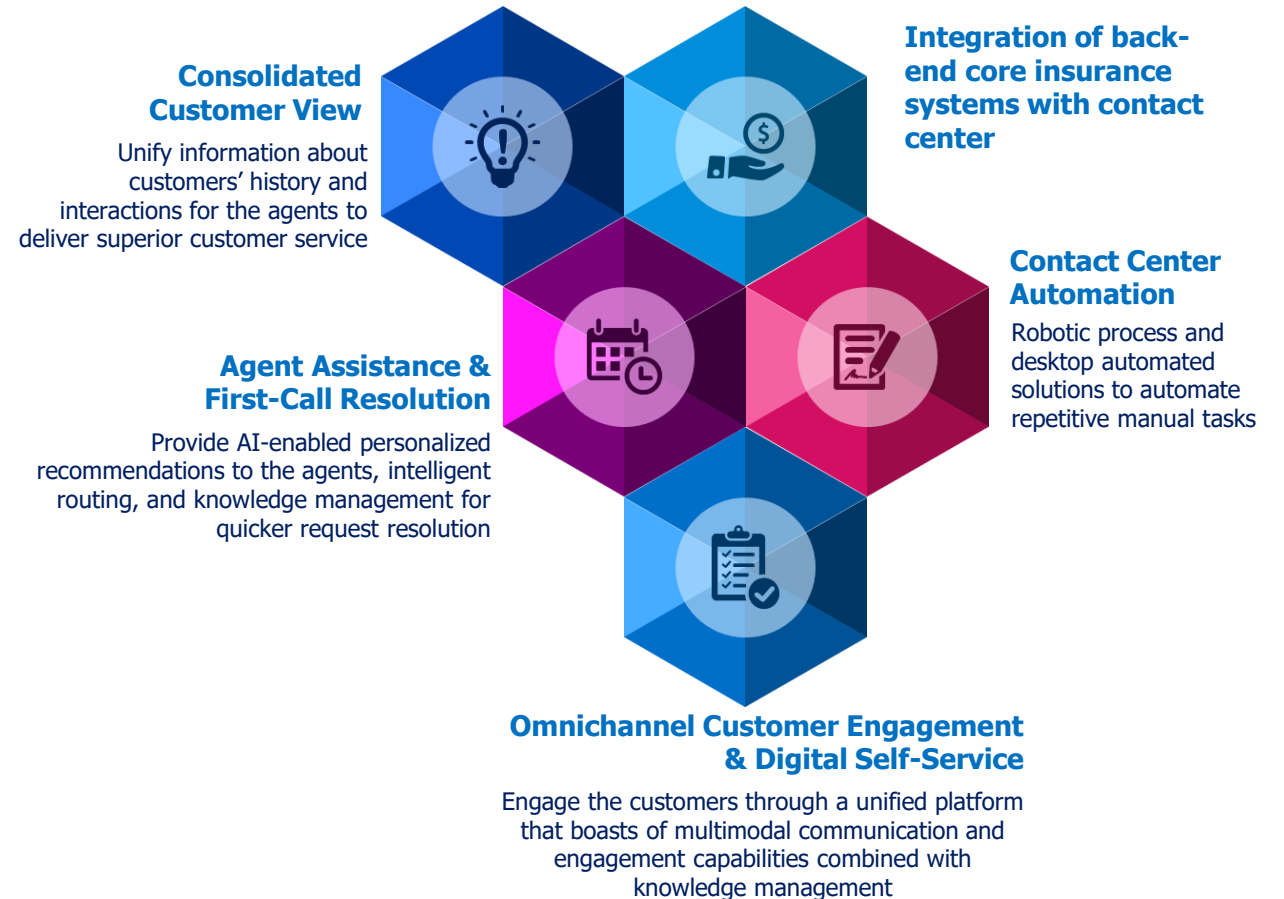 Consolidated
Customer View
Unify information about
customers’ history and
interactions for the agents to
deliver superior customer service
Integration of back-
end core insurance
systems with contact
center
$
Contact Center
Automation
Robotic process and
desktop automated
solutions to automate
repetitive manual tasks
Agent Assistance &
First-Call Resolution
Provide AI-enabled personalized
recommendations to the agents, intelligent
routing, and knowledge management for
quicker request resolution
Omnichannel Customer Engagement
& Digital Self-Service
Engage the customers through a unified platform
that boasts of multimodal communication and
engagement capabilities combined with
knowledge management